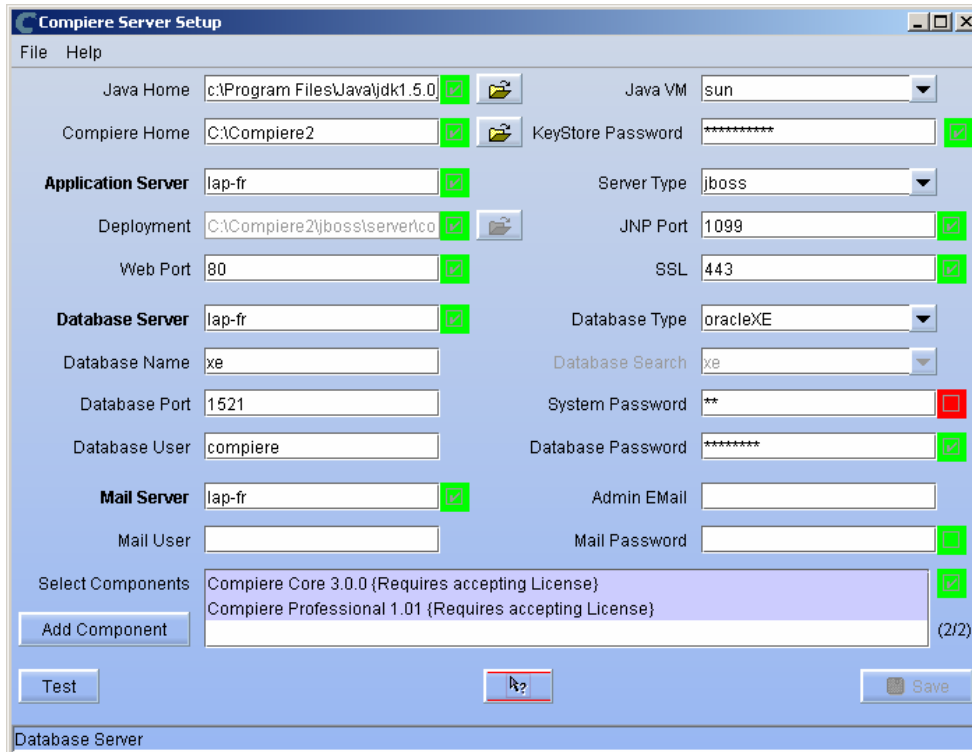 Compiere Server Setup
File Help
Java Home c:\Program Files\Java\jdk1.5.0_ Java VM sun
Compiere Home C:\Compiere2 KeyStore Password **********
Application Server lap-fr Server Type jboss
Deployment C:\Compiere2\jboss\server\co JNP Port 1099
Web Port 80 SSL 443
Database Server lap-fr Database Type oracleXE
Database Name xe Database Search xe
Database Port 1521 System Password **
Database User compiere Database Password ********
Mail Server lap-fr Admin EMail
Mail User Mail Password
Select Components Compiere Core 3.0.0 {Requires accepting License}
Compiere Professional 1.01 {Requires accepting License}
Add Component (2/2)
Test ? Save
Database Server